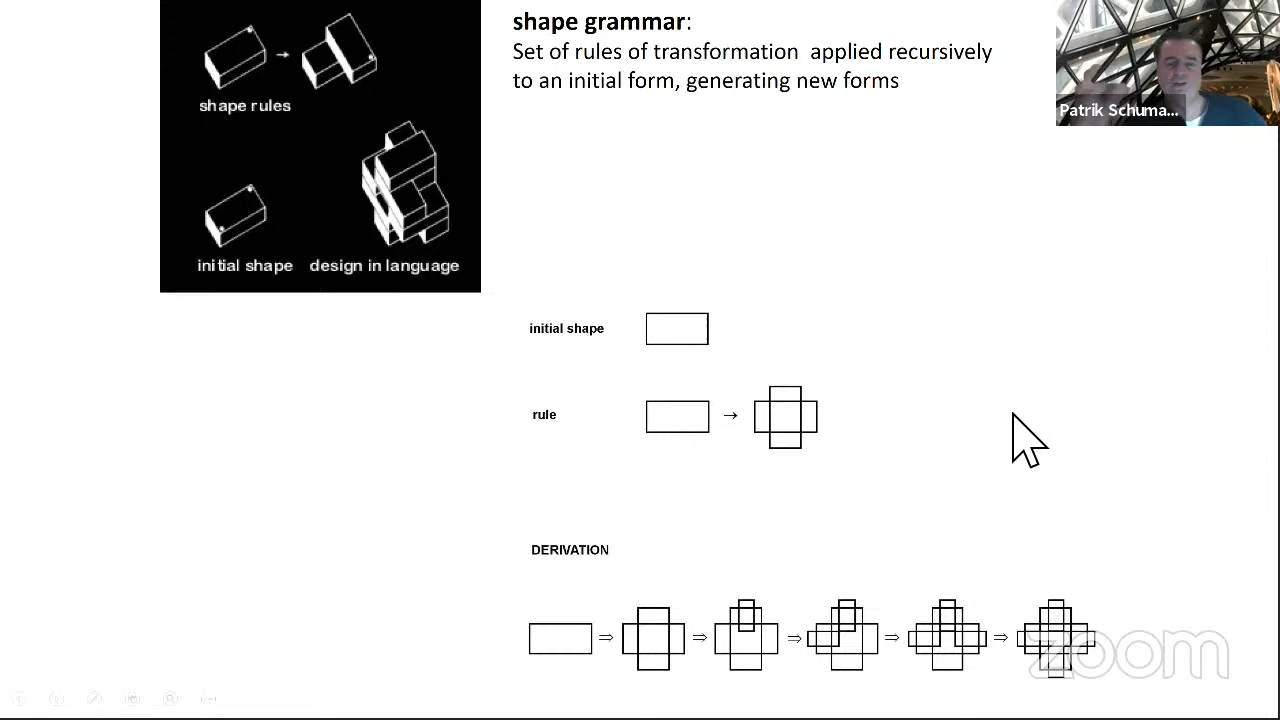 shape grammar:
Set of rules of transformation applied recursively
to an initial form, generating new forms
shape rules
initial shape
design in language
Patrik Schuma...
initial shape
rule
DERIVATION
zoom